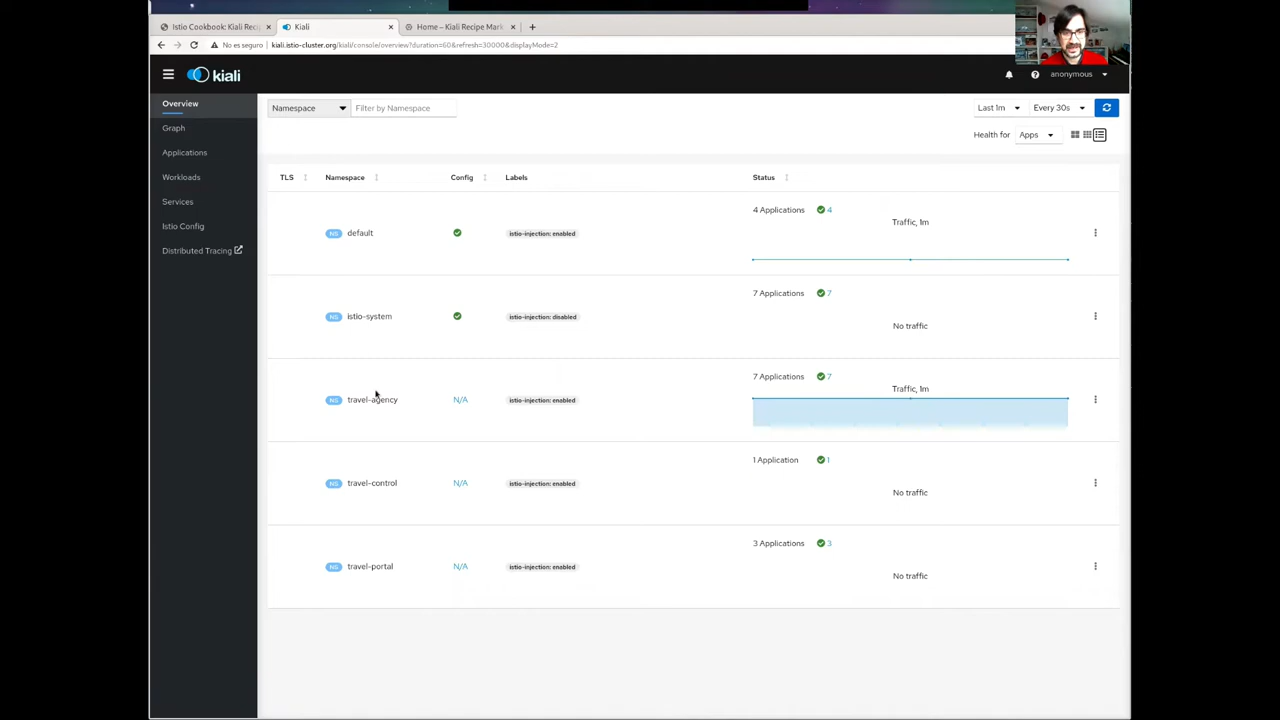 Istio Cookbook: Kiali Reci
Kiali
Home – Kiali Recipe Mark
No es seguro
kiali.istio-cluster.org/kiali/console/overview?duration=60&refresh=30000&displayMode=2
kiali
anonymous
Overview
Graph
Applications
Workloads
Services
Istio Config
Distributed Tracing
Namespace
Filter by Namespace
Last 1m
Every 30s
Health for
Apps
TLS
Namespace
Config
Labels
Status
NS
default
istio-injection: enabled
4 Applications
4
Traffic, 1m
NS
istio-system
istio-injection: disabled
7 Applications
7
No traffic
NS
travel-agency
N/A
istio-injection: enabled
7 Applications
7
Traffic, 1m
NS
travel-control
N/A
istio-injection: enabled
1 Application
1
No traffic
NS
travel-portal
N/A
istio-injection: enabled
3 Applications
3
No traffic